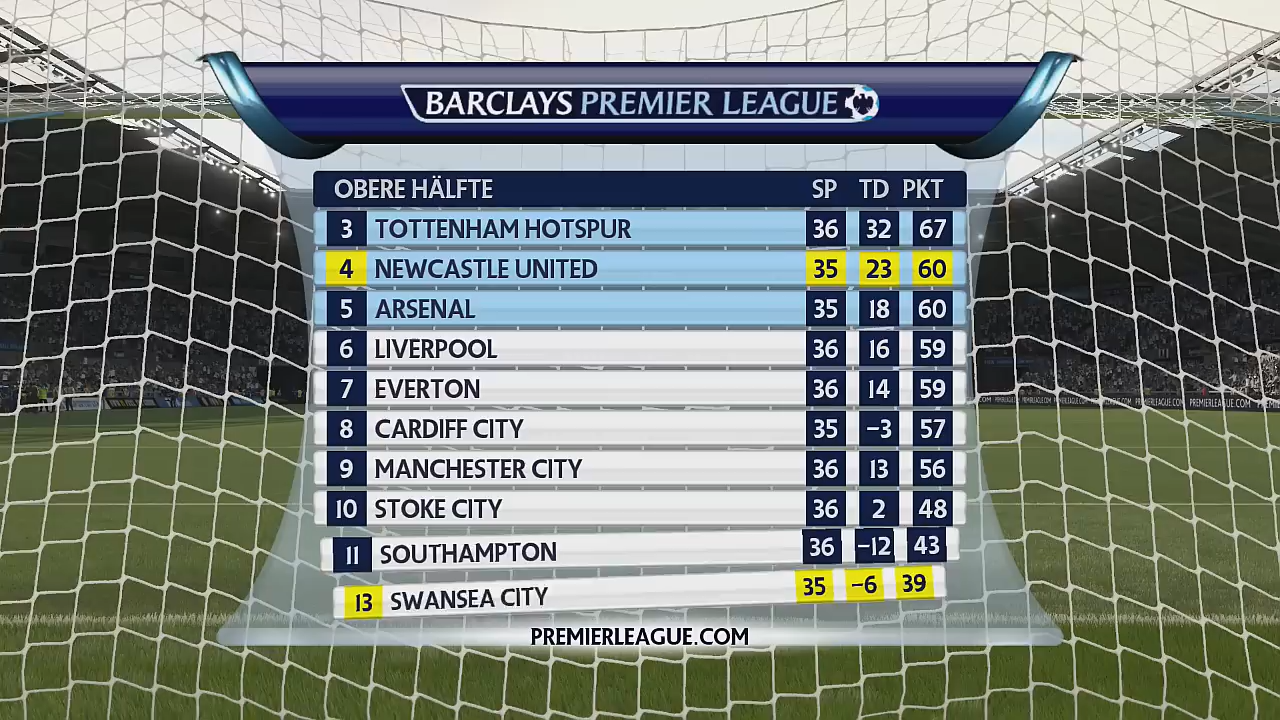 BARCLAYS PREMIER LEAGUE
OBERE HÄLFTE SP TD PKT
3 TOTTENHAM HOTSPUR 36 32 67
4 NEWCASTLE UNITED 35 23 60
5 ARSENAL 35 18 60
6 LIVERPOOL 36 16 59
7 EVERTON 36 14 59
8 CARDIFF CITY 35 -3 57
9 MANCHESTER CITY 36 13 56
10 STOKE CITY 36 2 48
11 SOUTHAMPTON 36 -12 43
13 SWANSEA CITY 35 -6 39
PREMIERLEAGUE.COM